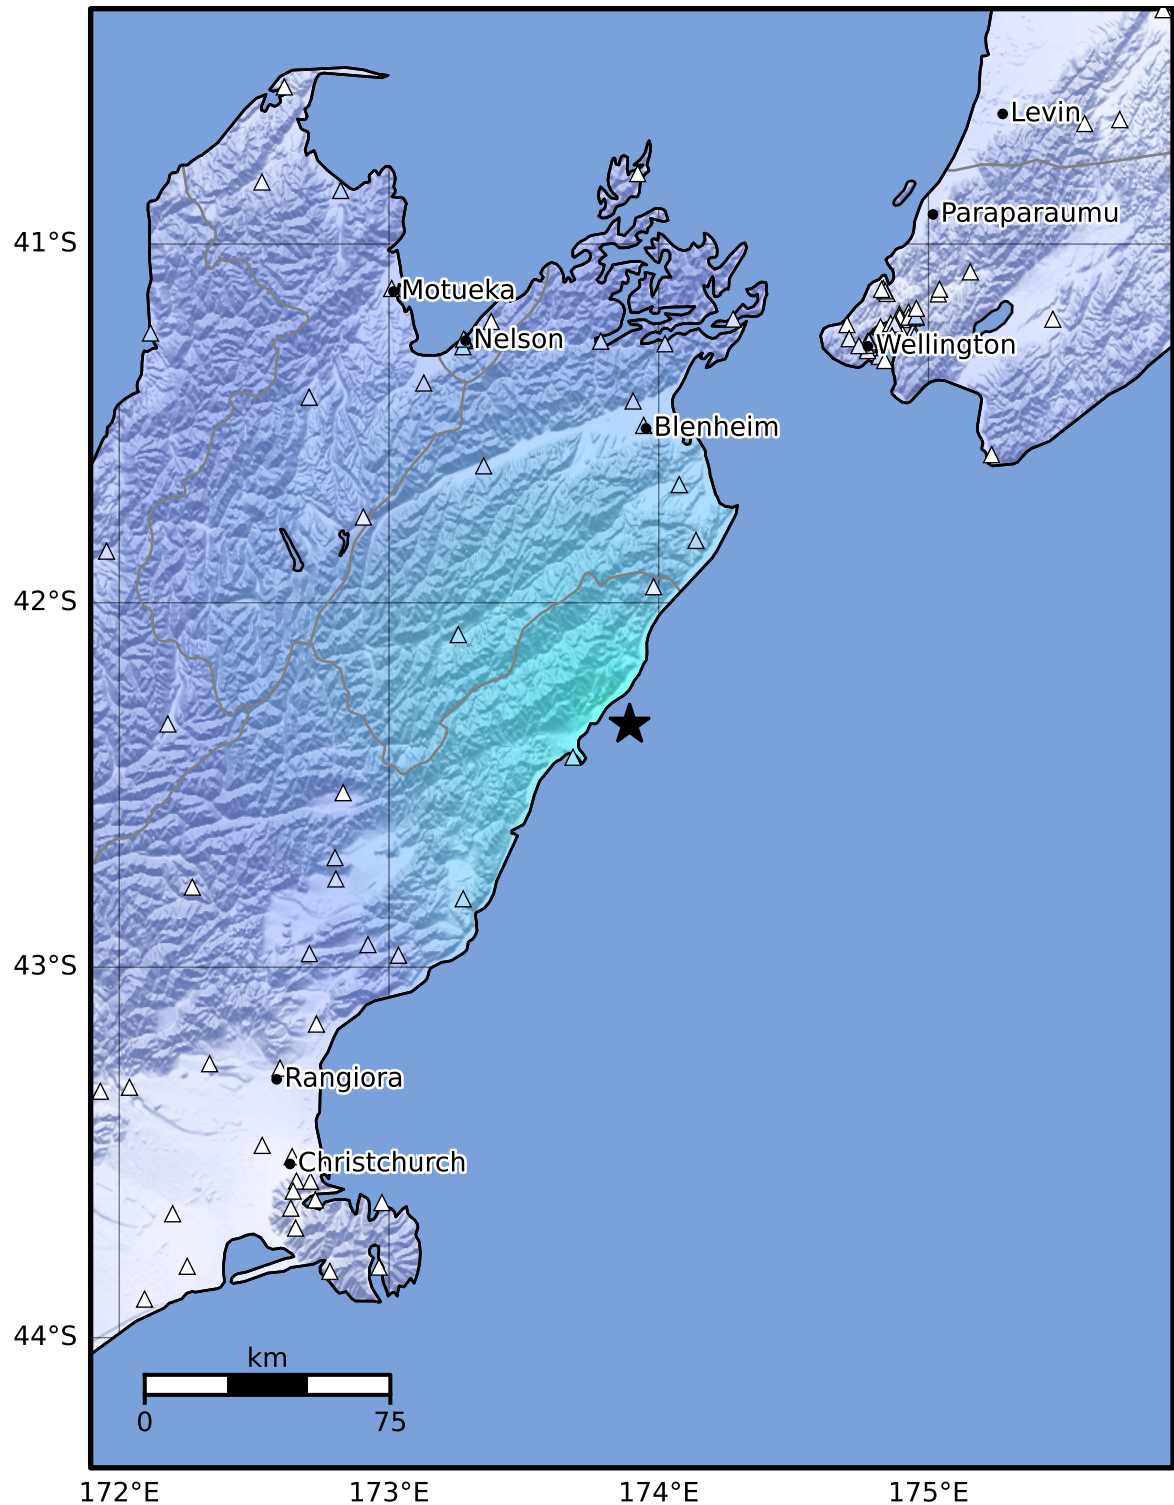 Levin
Paraparaumu
41°S
Motueka
Nelson
Wellington
Blenheim
42°S
43°S
Rangiora
Christchurch
44°S
km
0 75
172°E 173°E 174°E 175°E